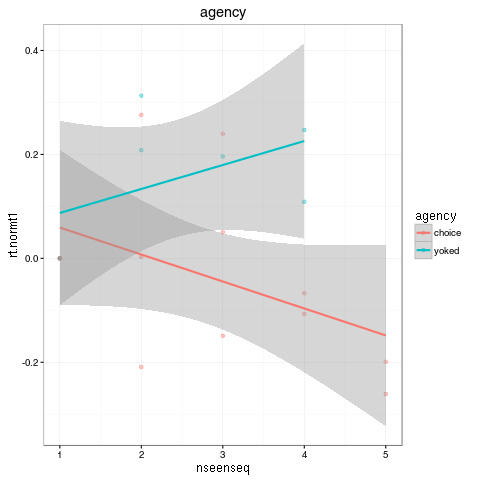 agency
0.4
0.2
0.0
-0.2
rt.normt1
1 2 3 4 5
nseenseq
agency
choice
yoked